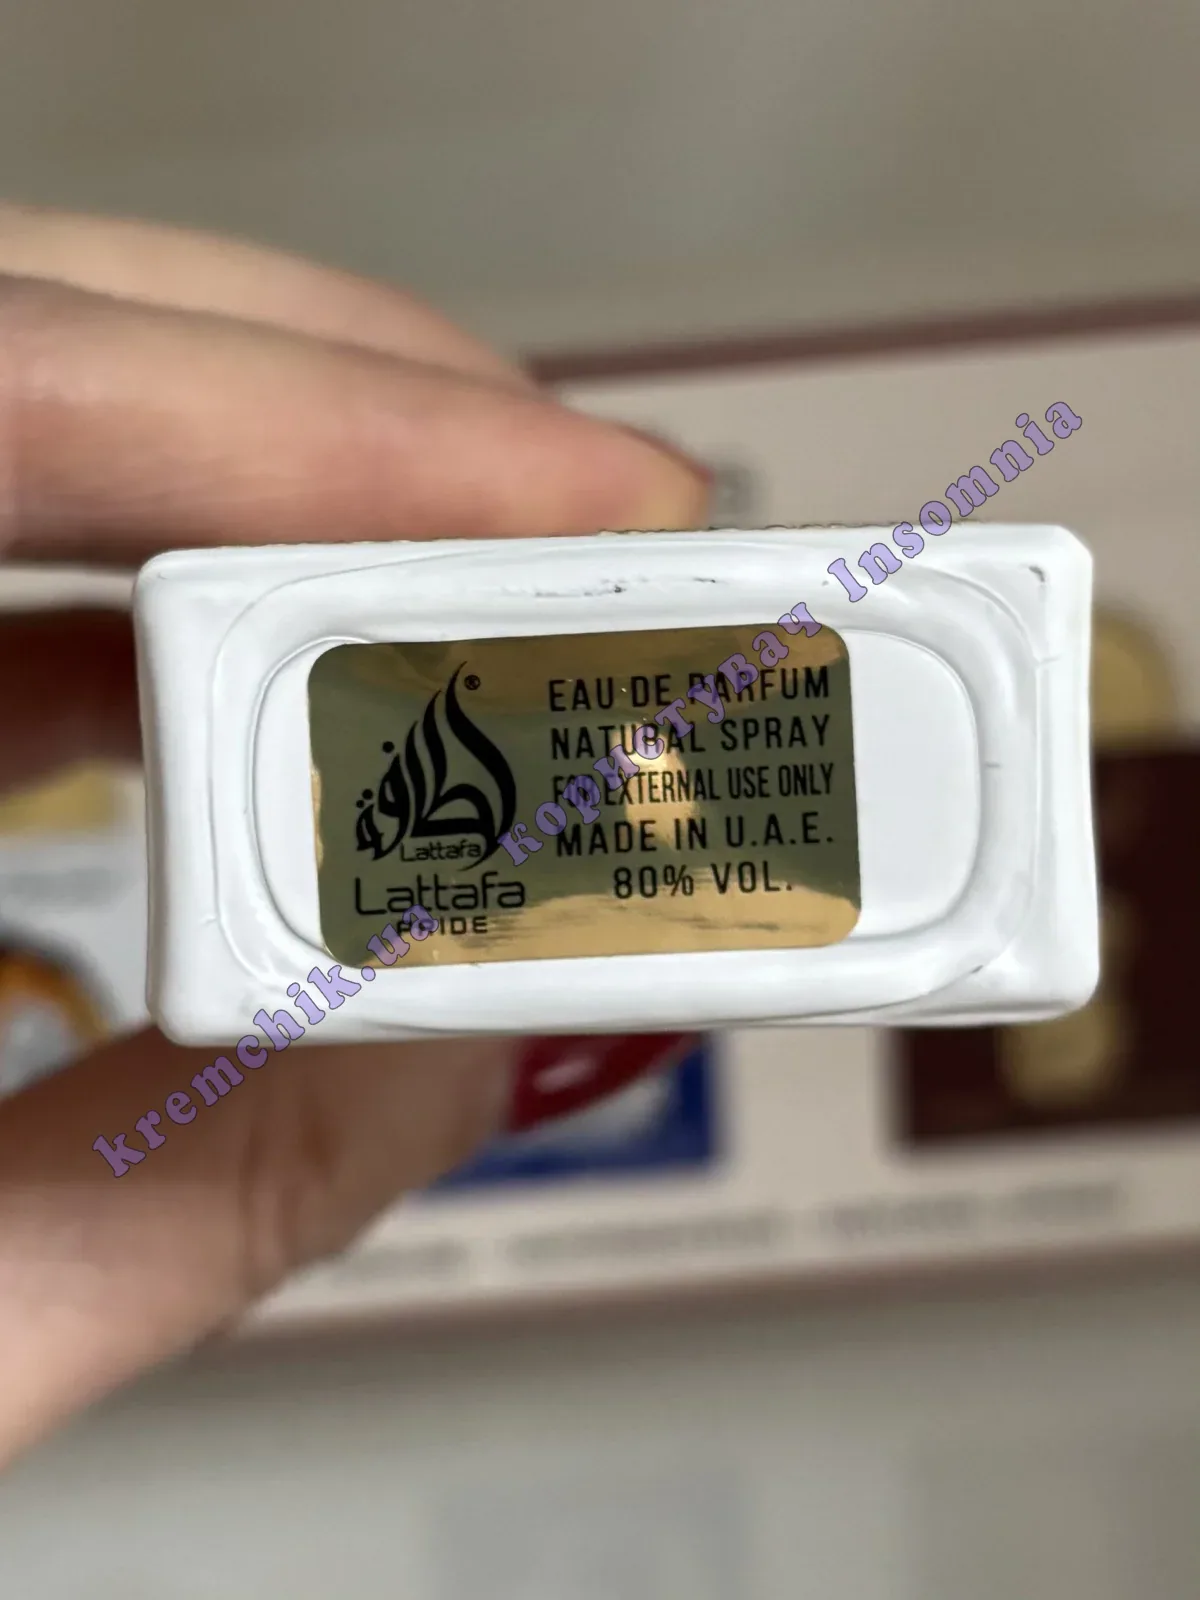 لطافة
®
Lattafa
Lattafa
PRIDE
EAU DE PARFUM
NATURAL SPRAY
FOR EXTERNAL USE ONLY
MADE IN U.A.E.
80% VOL.
kremchik.ua користувач Insomnia